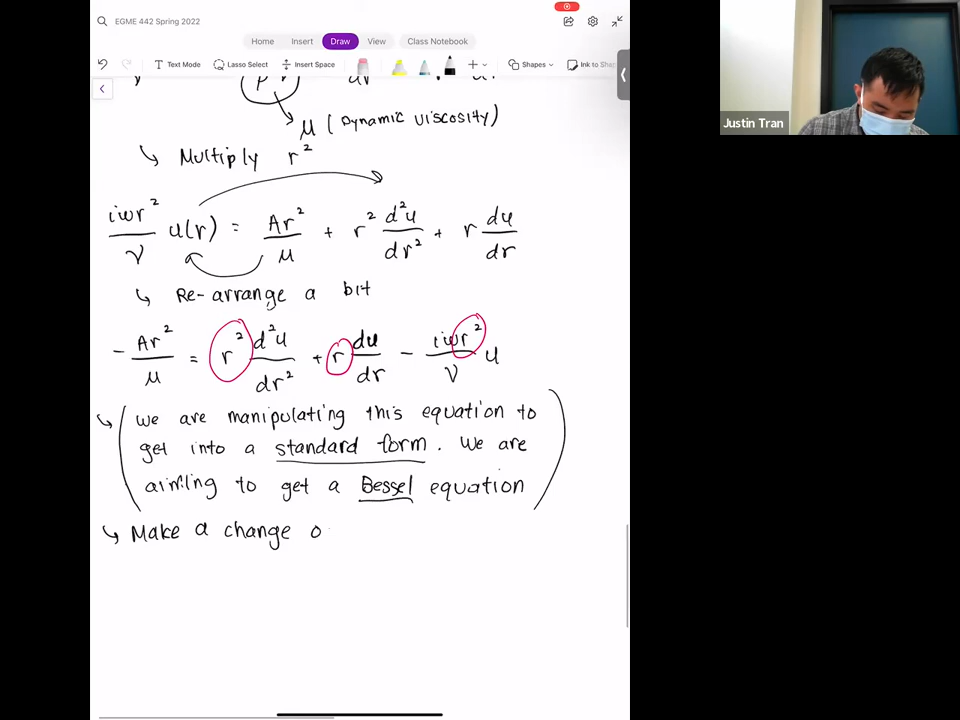 EGME 442 Spring 2022
Home Insert Draw View Class Notebook
Text Mode Lasso Select Insert Space Shapes Ink to Shap
μ (Dynamic viscosity)
↳ Multiply r²
iωr²/ν u(r) = Ar²/μ + r² d²u/dr² + r du/dr
↳ Re-arrange a bit
- Ar²/μ = r² d²u/dr² + r du/dr - iωr²/ν u
↳ (we are manipulating this equation to
get into a standard form. We are
aiming to get a Bessel equation)
↳ Make a change o
Justin Tran